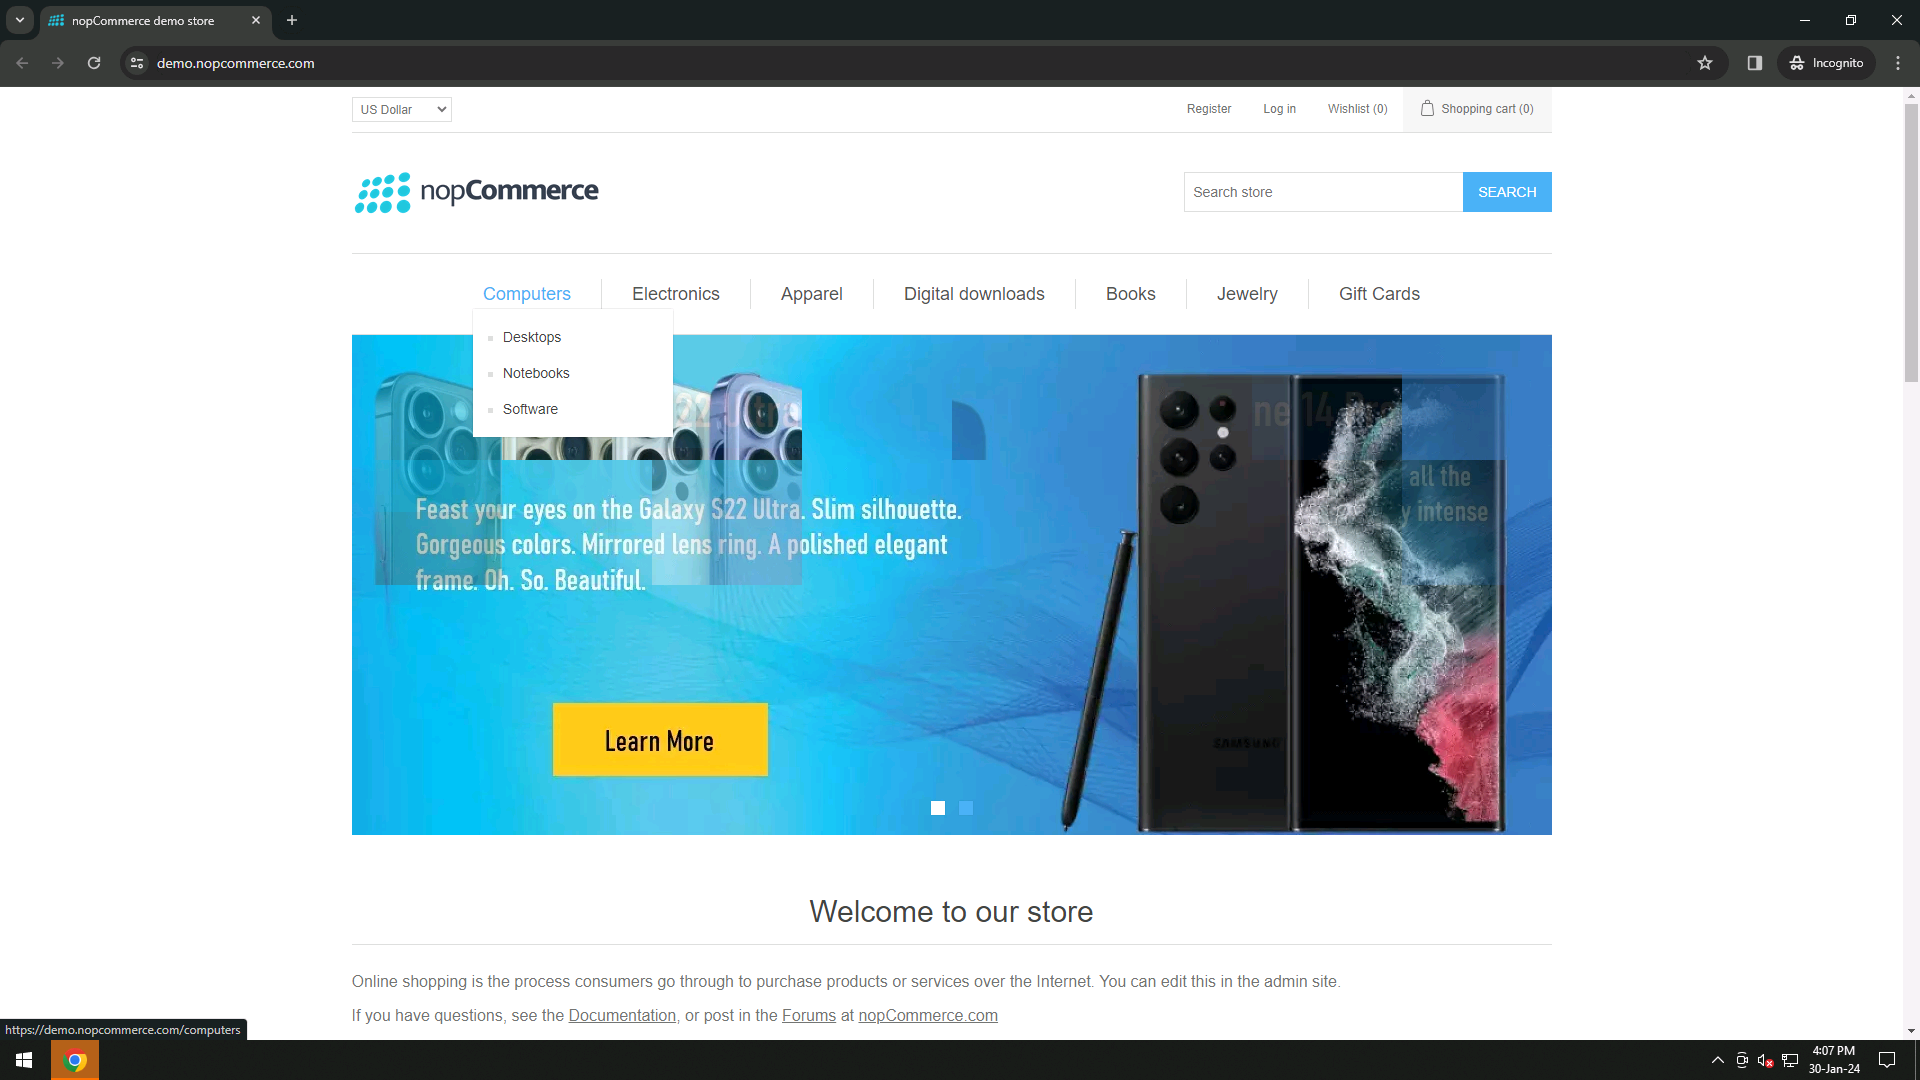 nopCommerce demo store
demo.nopcommerce.com
Incognito
US Dollar
Register
Log in
Wishlist (0)
Shopping cart (0)
nopCommerce
Search store
SEARCH
Computers
Electronics
Apparel
Digital downloads
Books
Jewelry
Gift Cards
Desktops
Notebooks
Software
all the
y intense
Feast your eyes on the Galaxy S22 Ultra. Slim silhouette.
Gorgeous colors. Mirrored lens ring. A polished elegant
frame. Oh. So. Beautiful.
Learn More
SAMSUNG
Welcome to our store
Online shopping is the process consumers go through to purchase products or services over the Internet. You can edit this in the admin site.
If you have questions, see the Documentation, or post in the Forums at nopCommerce.com
https://demo.nopcommerce.com/computers
4:07 PM
30-Jan-24